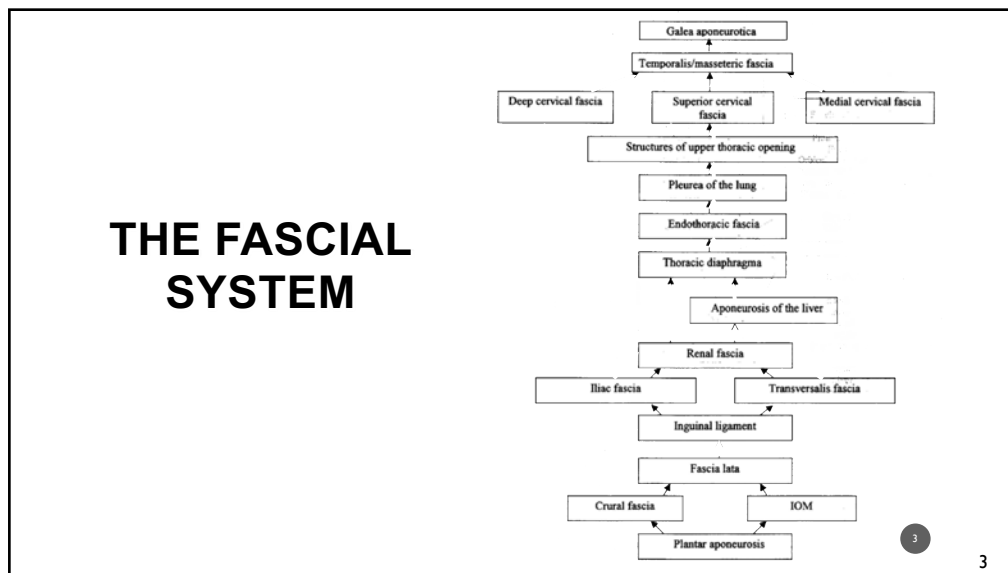 THE FASCIAL
SYSTEM
Galea aponeurotica
Temporalis/masseteric fascia
Deep cervical fascia
Superior cervical
fascia
Medial cervical fascia
Structures of upper thoracic opening
Pleurea of the lung
Endothoracic fascia
Thoracic diaphragma
Aponeurosis of the liver
Renal fascia
Iliac fascia
Transversalis fascia
Inguinal ligament
Fascia lata
Crural fascia
IOM
Plantar aponeurosis
3
3